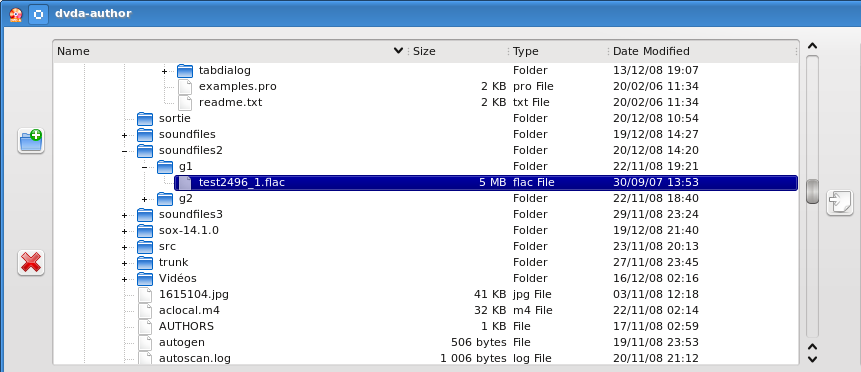 dvda-author
Name Size Type Date Modified
tabdialog Folder 13/12/08 19:07
examples.pro 2 KB pro File 20/02/06 11:34
readme.txt 2 KB txt File 20/02/06 11:34
sortie Folder 20/12/08 10:54
soundfiles Folder 19/12/08 14:27
soundfiles2 Folder 20/12/08 14:20
g1 Folder 22/11/08 19:21
test2496_1.flac 5 MB flac File 30/09/07 13:53
g2 Folder 22/11/08 18:40
soundfiles3 Folder 29/11/08 23:24
sox-14.1.0 Folder 19/12/08 21:40
src Folder 23/11/08 20:13
trunk Folder 27/11/08 23:45
Vidéos Folder 16/12/08 02:16
1615104.jpg 41 KB jpg File 03/11/08 12:18
aclocal.m4 32 KB m4 File 22/11/08 02:14
AUTHORS 1 KB File 17/11/08 02:59
autogen 506 bytes File 19/11/08 23:53
autoscan.log 1 006 bytes log File 20/11/08 21:12